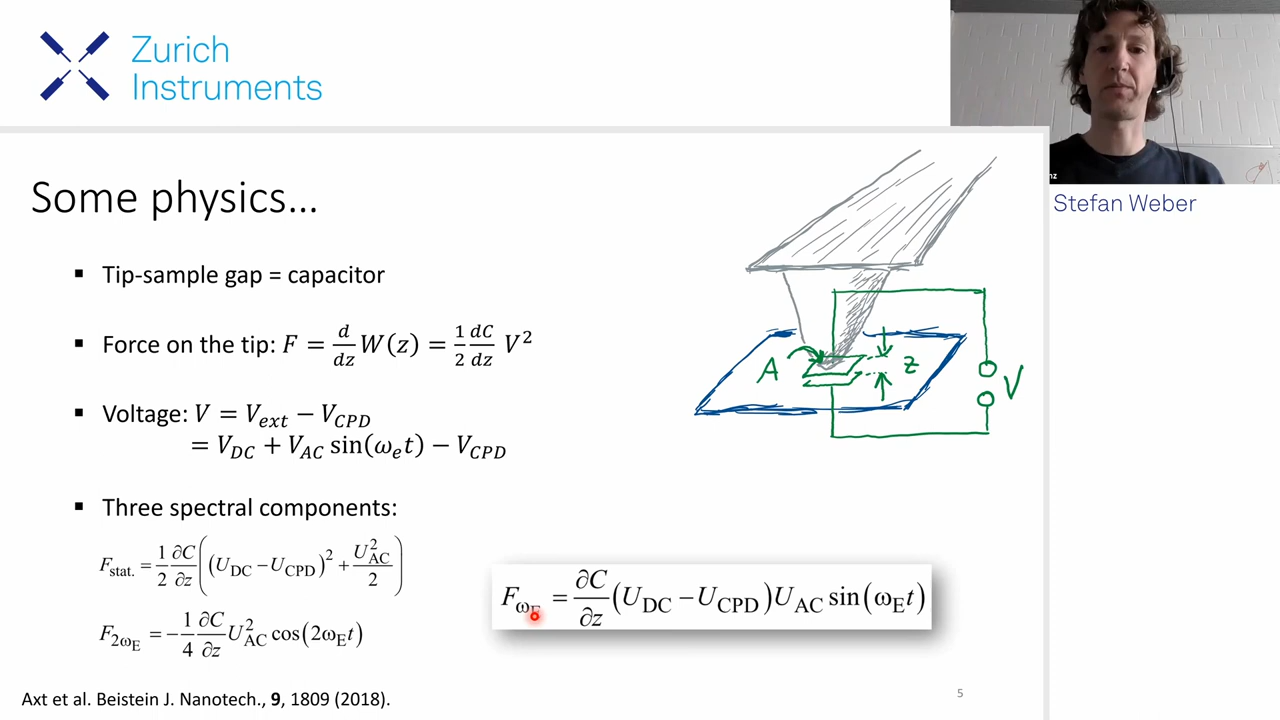 Zurich
Instruments
Some physics...
▪ Tip-sample gap = capacitor
▪ Force on the tip: F = d/dz W(z) = 1/2 dC/dz V²
▪ Voltage: V = V_ext − V_CPD
= V_DC + V_AC sin(ω_e t) − V_CPD
▪ Three spectral components:
F_stat. = 1/2 ∂C/∂z ((U_DC − U_CPD)² + U²_AC/2)
F_2ω_E = −1/4 ∂C/∂z U²_AC cos(2ω_E t)
F_ω_E = ∂C/∂z (U_DC − U_CPD) U_AC sin(ω_E t)
Axt et al. Beistein J. Nanotech., 9, 1809 (2018).
5
A
z
V
nz
Stefan Weber